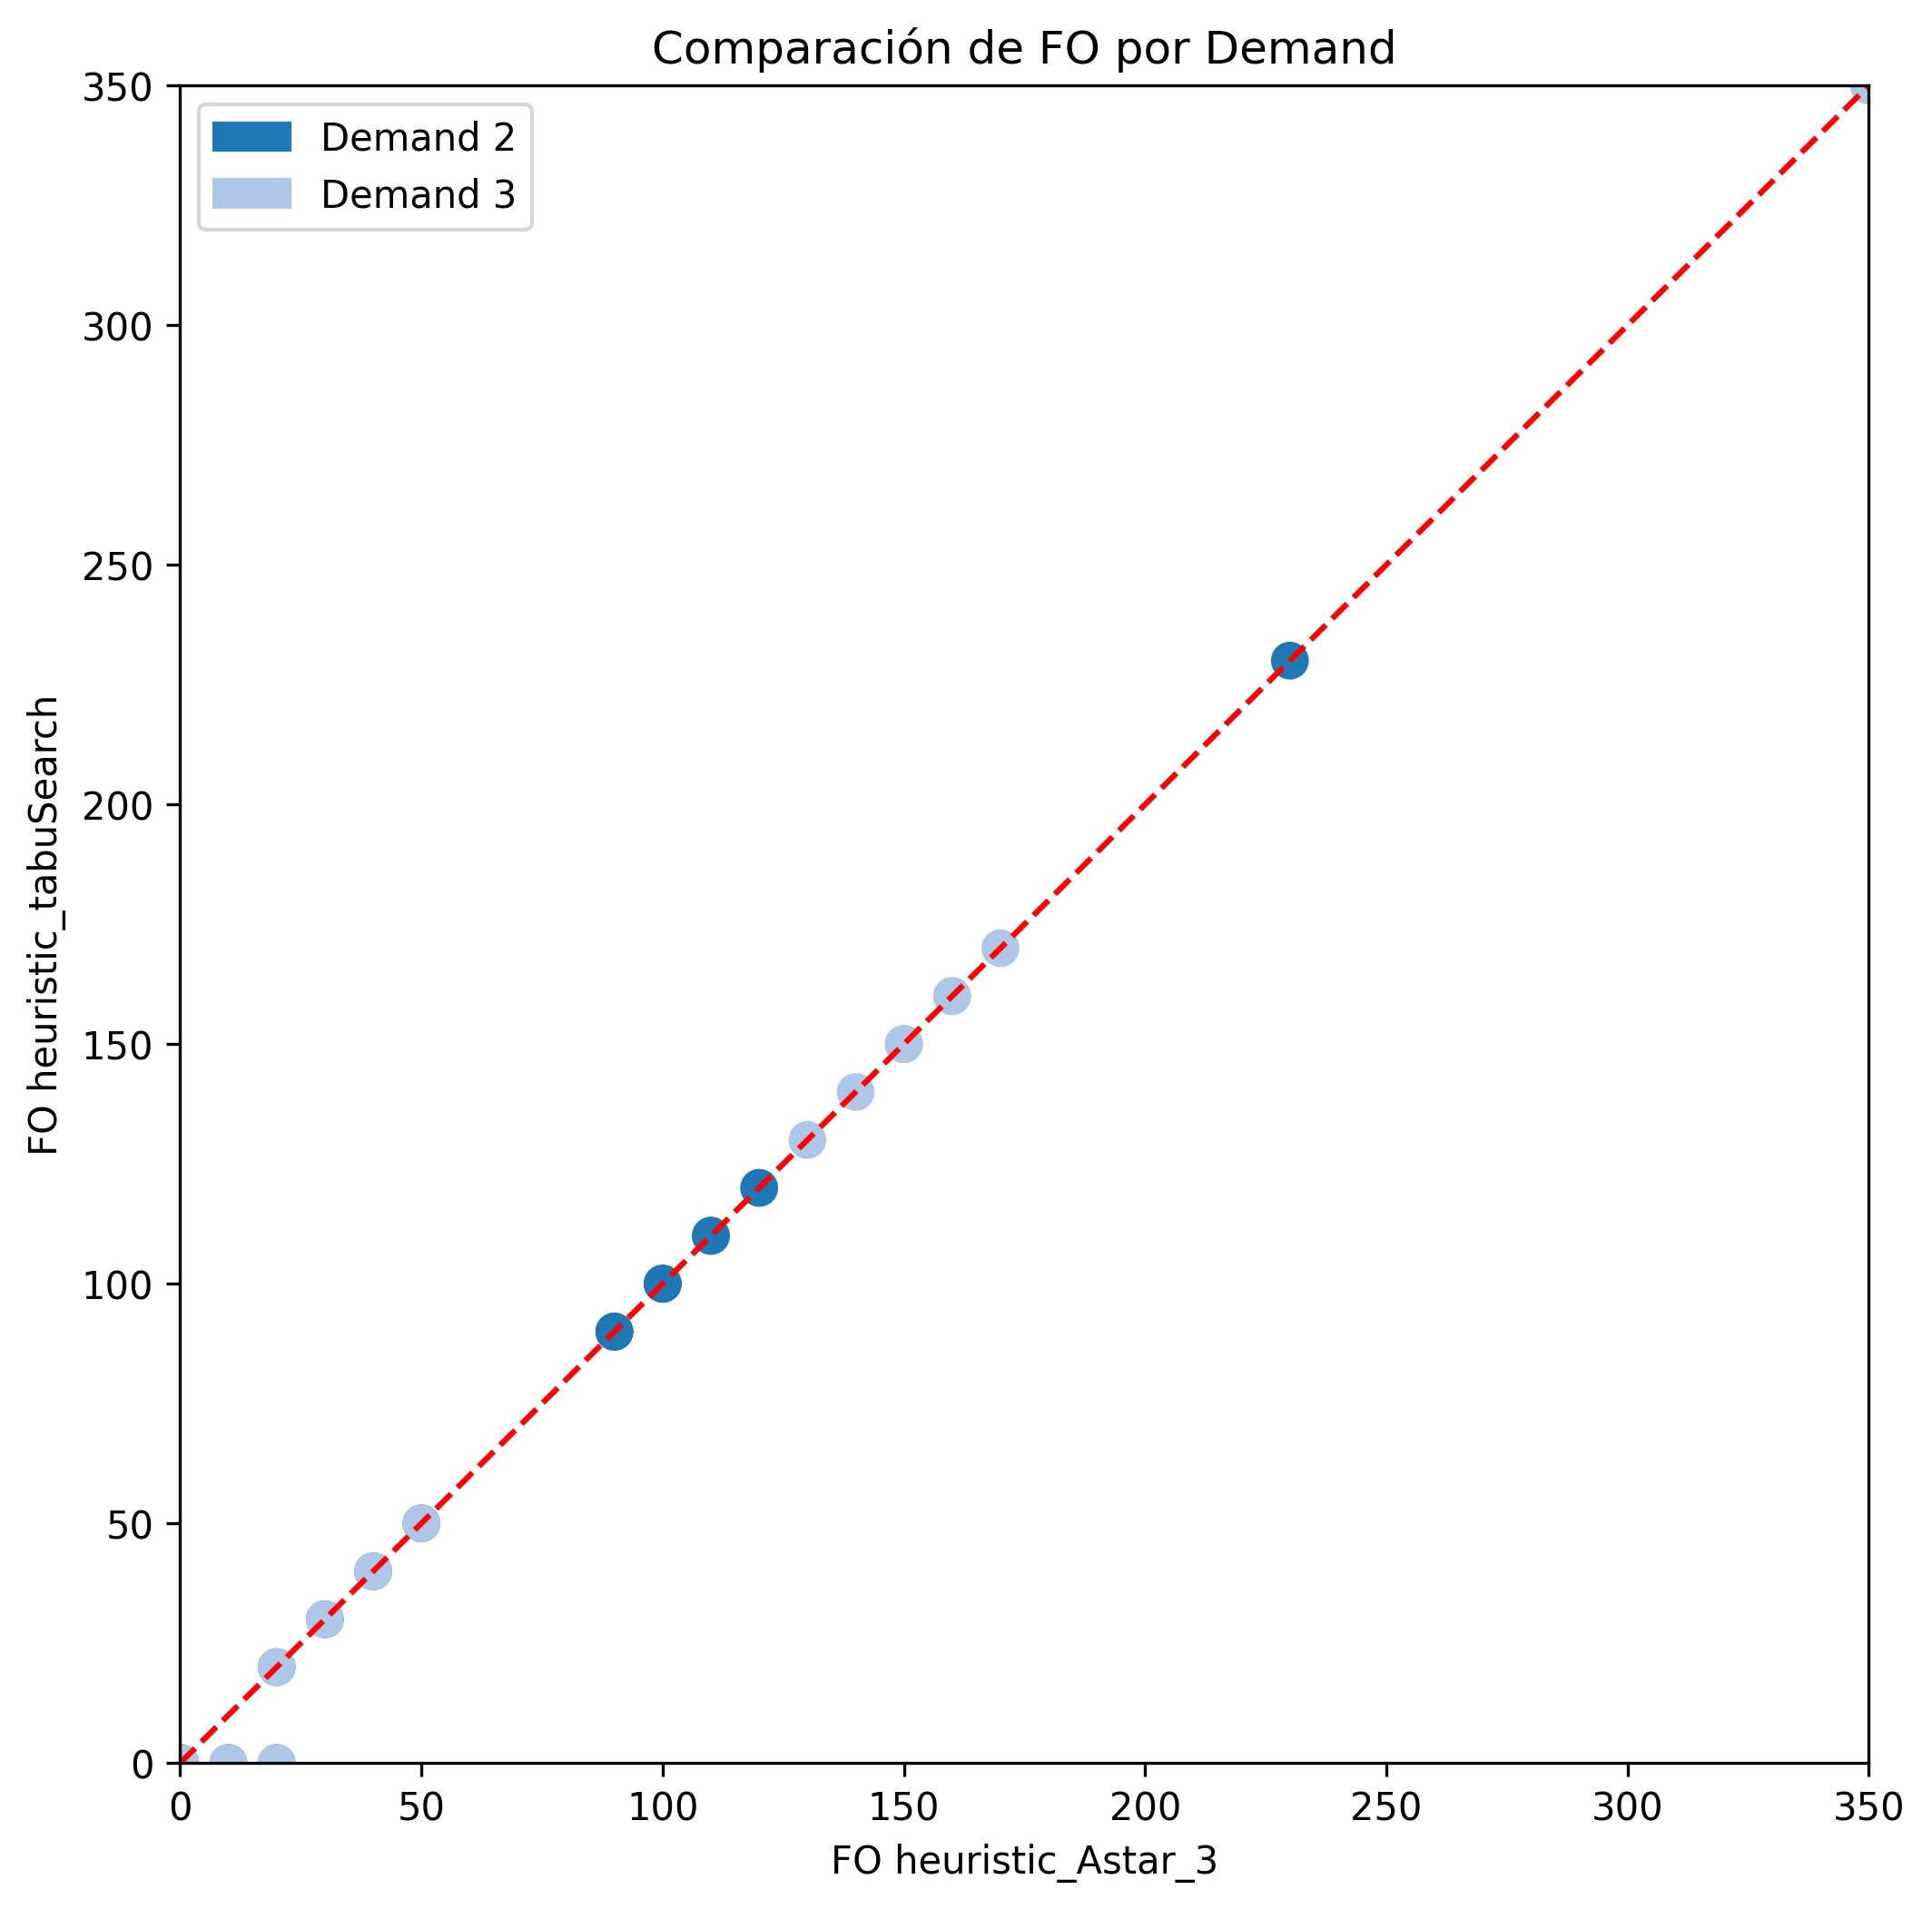 Comparación de FO por Demand
Demand 2
Demand 3
350
300
250
200
150
100
50
0
FO heuristic_tabuSearch
0 50 100 150 200 250 300 350
FO heuristic_Astar_3